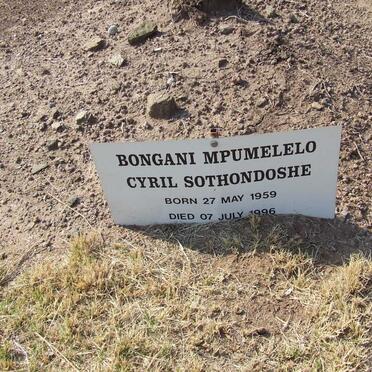 BONGANI MPUMELELO
CYRIL SOTHONDOSHE
BORN 27 MAY 1959
DIED 07 JULY 1996